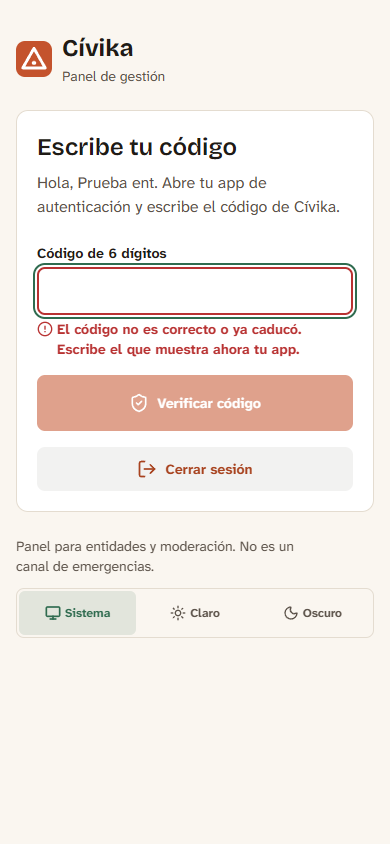 Cívika
Panel de gestión
Escribe tu código
Hola, Prueba ent. Abre tu app de
autenticación y escribe el código de Cívika.
Código de 6 dígitos
El código no es correcto o ya caducó.
Escribe el que muestra ahora tu app.
Verificar código
Cerrar sesión
Panel para entidades y moderación. No es un
canal de emergencias.
Sistema
Claro
Oscuro